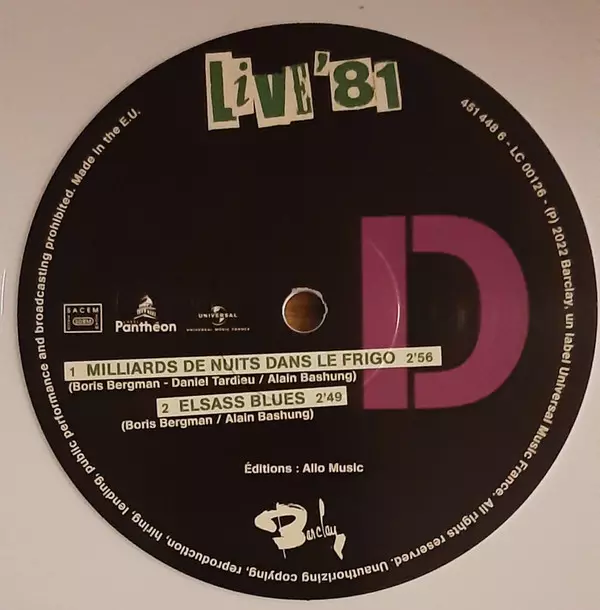 LiVE '81
451 448 6 - LC 00126 - (P) 2022 Barclay, un label Universal Music France. All rights reserved. Unauthorizing copying, reproduction, hiring, lending, public performance and broadcasting prohibited. Made in the E.U.
D
SACEM
Panthéon
UNIVERSAL
UNIVERSAL MUSIC FRANCE
1 MILLIARDS DE NUITS DANS LE FRIGO 2'56
(Boris Bergman - Daniel Tardieu / Alain Bashung)
2 ELSASS BLUES 2'49
(Boris Bergman / Alain Bashung)
Éditions : Allo Music
Barclay